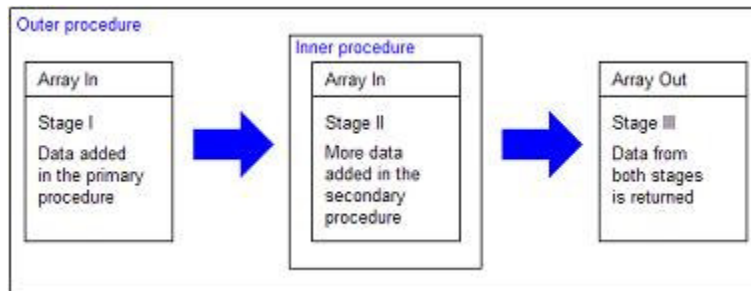 Outer procedure
Inner procedure
Array In
Stage I
Data added
in the primary
procedure
Array In
Stage II
More data
added in the
secondary
procedure
Array Out
Stage III
Data from
both stages
is returned